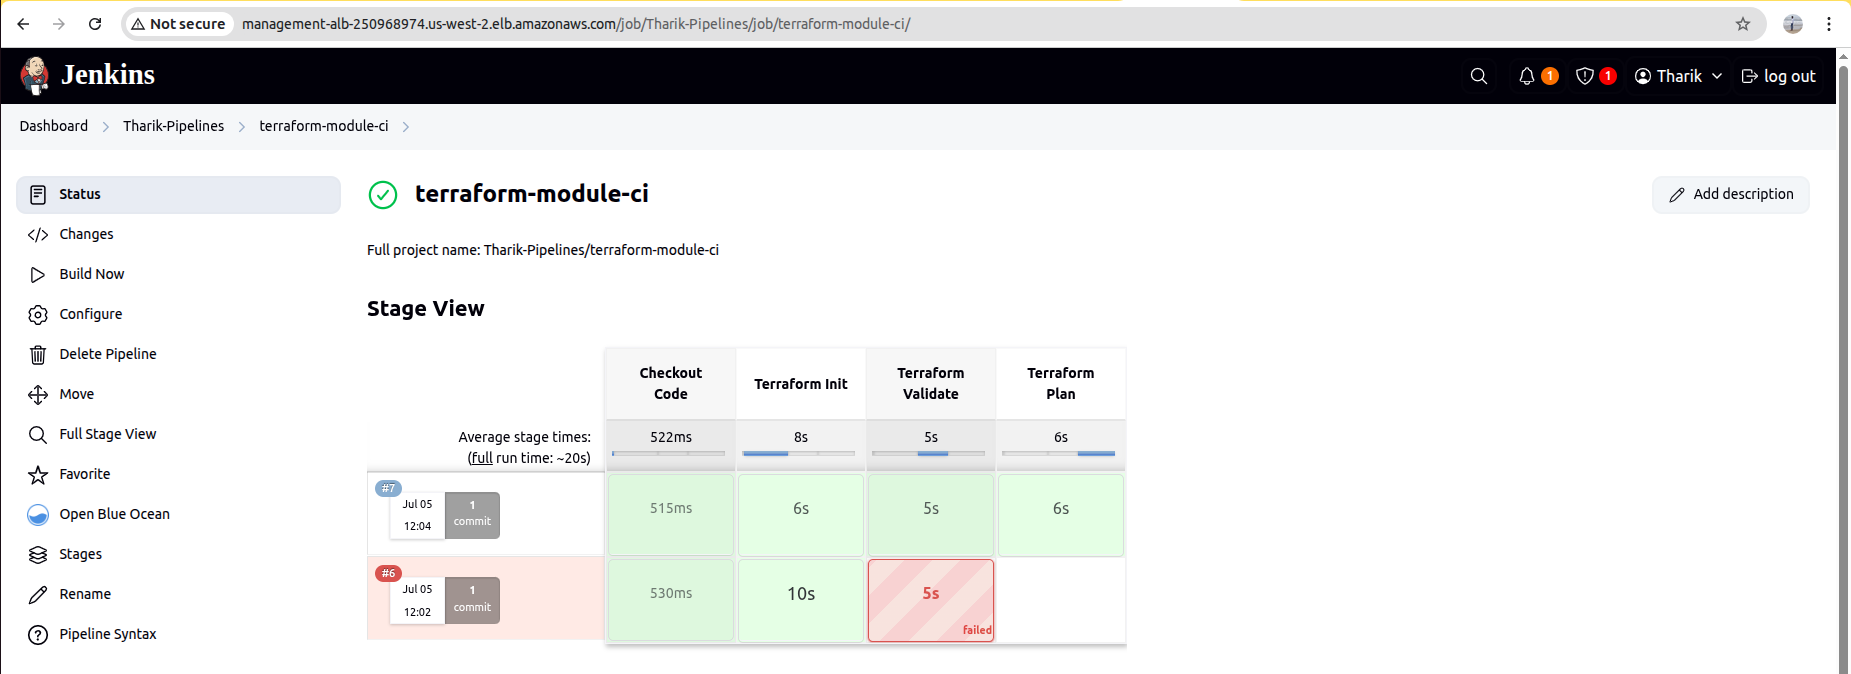 Not secure management-alb-250968974.us-west-2.elb.amazonaws.com/job/Tharik-Pipelines/job/terraform-module-ci/
Jenkins
1 1 Tharik log out
Dashboard Tharik-Pipelines terraform-module-ci
Status
Changes
Build Now
Configure
Delete Pipeline
Move
Full Stage View
Favorite
Open Blue Ocean
Stages
Rename
Pipeline Syntax
terraform-module-ci
Add description
Full project name: Tharik-Pipelines/terraform-module-ci
Stage View
Checkout Code
Terraform Init
Terraform Validate
Terraform Plan
Average stage times:
(full run time: ~20s)
522ms 8s 5s 6s
#7
Jul 05
12:04
1
commit
515ms 6s 5s 6s
#6
Jul 05
12:02
1
commit
530ms 10s 5s
failed